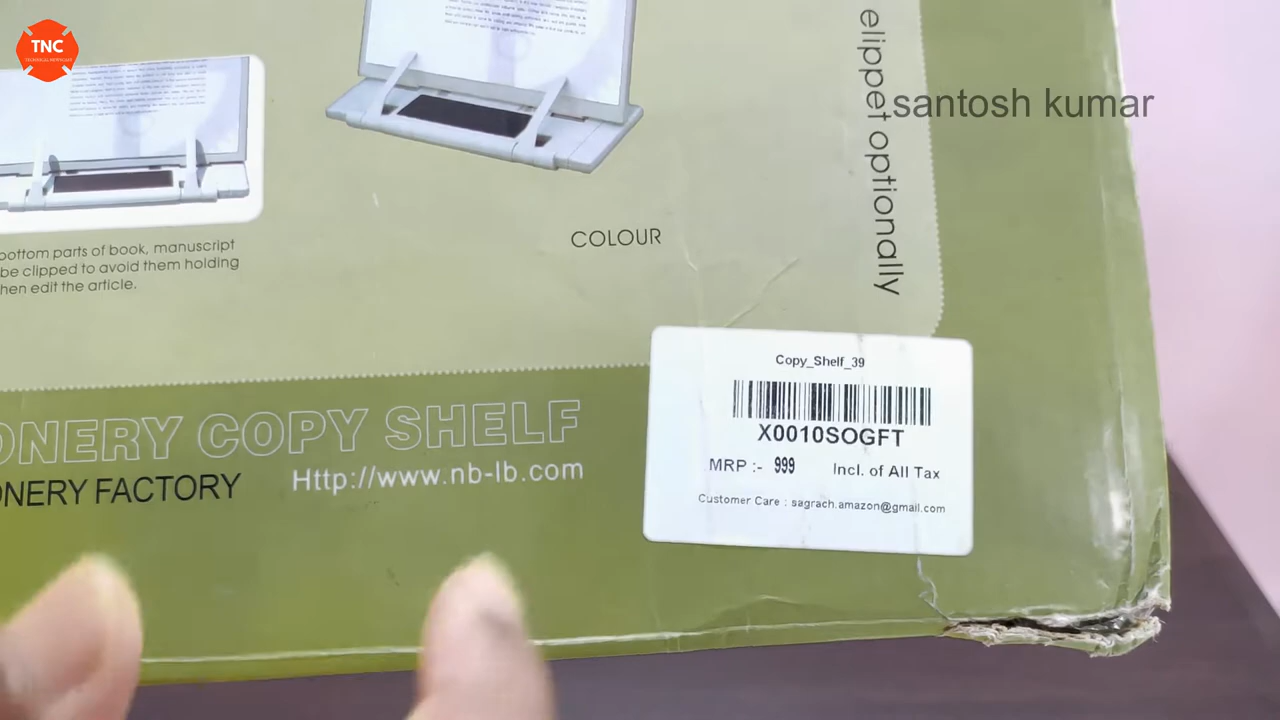 TNC
elippet optionally
santosh kumar
COLOUR
bottom parts of book, manuscript
be clipped to avoid them holding
hen edit the article.
ONERY COPY SHELF
ONERY FACTORY
Http://www.nb-lb.com
Copy_Shelf_39
X0010SOGFT
MRP :- 999 Incl. of All Tax
Customer Care : sagrach.amazon@gmail.com